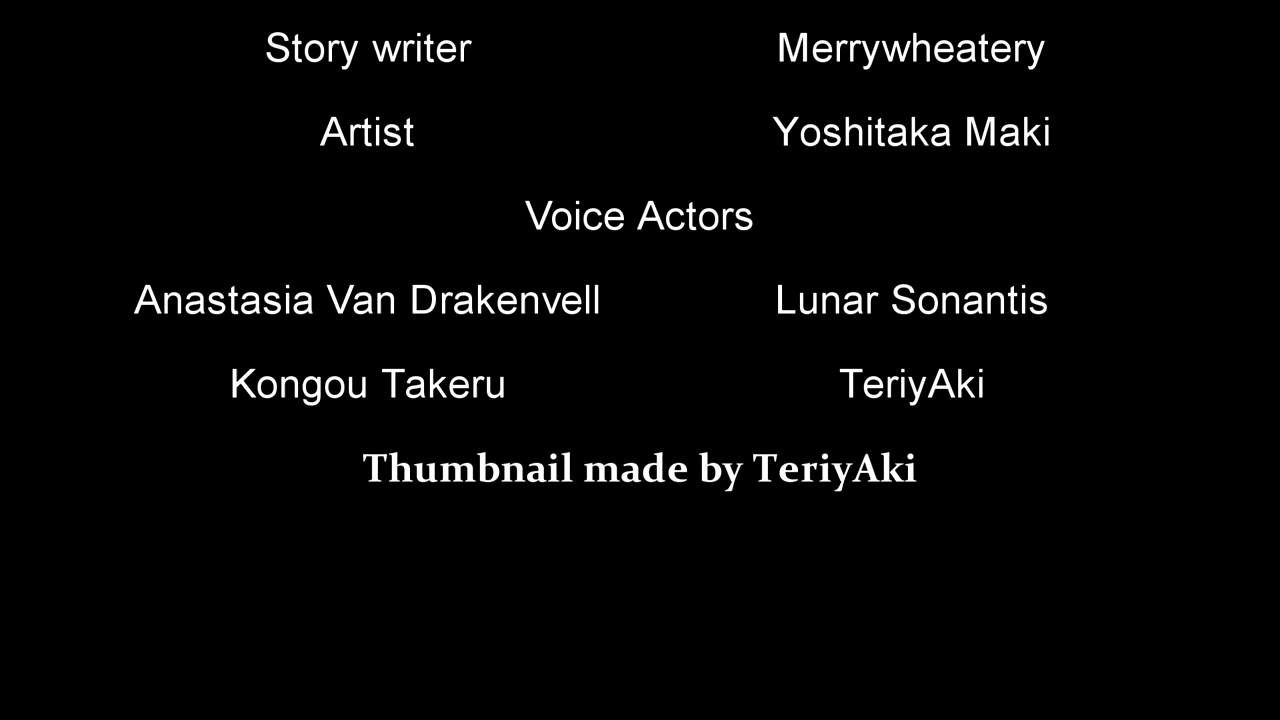 Story writer Merrywheatery
Artist Yoshitaka Maki
Voice Actors
Anastasia Van Drakenvell Lunar Sonantis
Kongou Takeru TeriyAki
Thumbnail made by TeriyAki